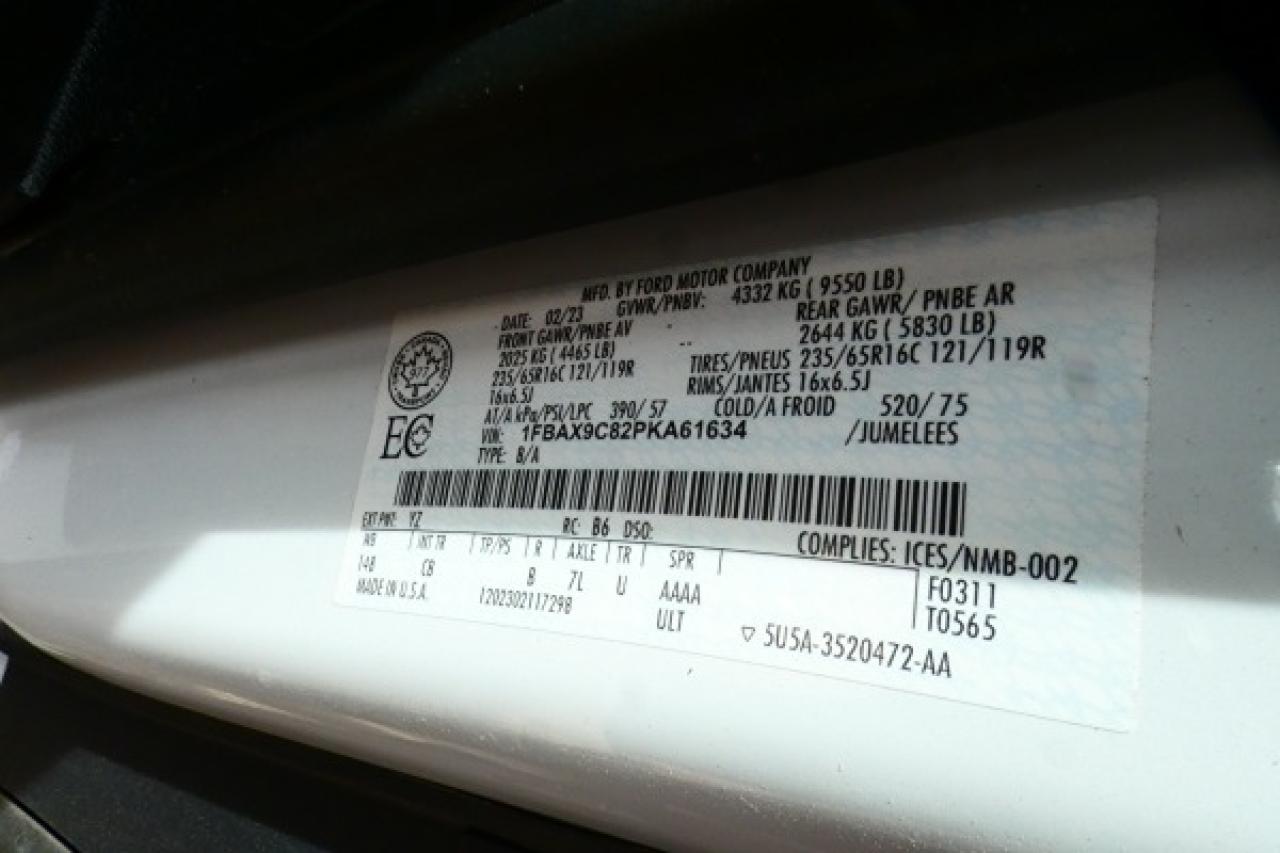 MFD. BY FORD MOTOR COMPANY
DATE: 02/23 GVWR/PNBV: 4332 KG ( 9550 LB)
FRONT GAWR/PNBE AV REAR GAWR/ PNBE AR
2025 KG ( 4465 LB) 2644 KG ( 5830 LB)
235/65R16C 121/119R TIRES/PNEUS 235/65R16C 121/119R
16x6.5J RIMS/JANTES 16x6.5J
AT/A kPa/PSI/LPC 390/ 57 COLD/A FROID 520/ 75
VIN: 1FBAX9C82PKA61634 /JUMELEES
TYPE: B/A
977
EC
EXT PNT: YZ RC: B6 DSO:
COMPLIES: ICES/NMB-002
WB INT TR TP/PS R AXLE TR SPR
148 CB B 7L U AAAA F0311
MADE IN U.S.A. 1202302117298 ULT T0565
5U5A-3520472-AA